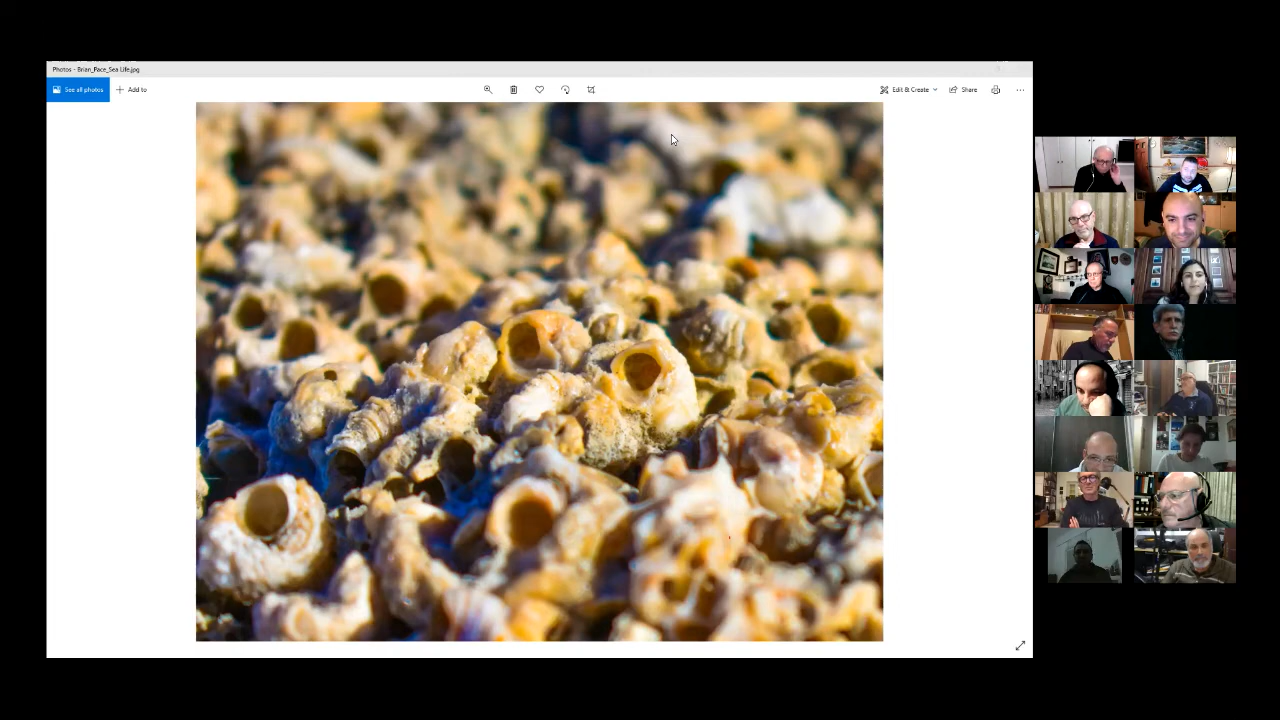 Photos - Brian_Pace_Sea Life.jpg
See all photos
Add to
Edit & Create
Share